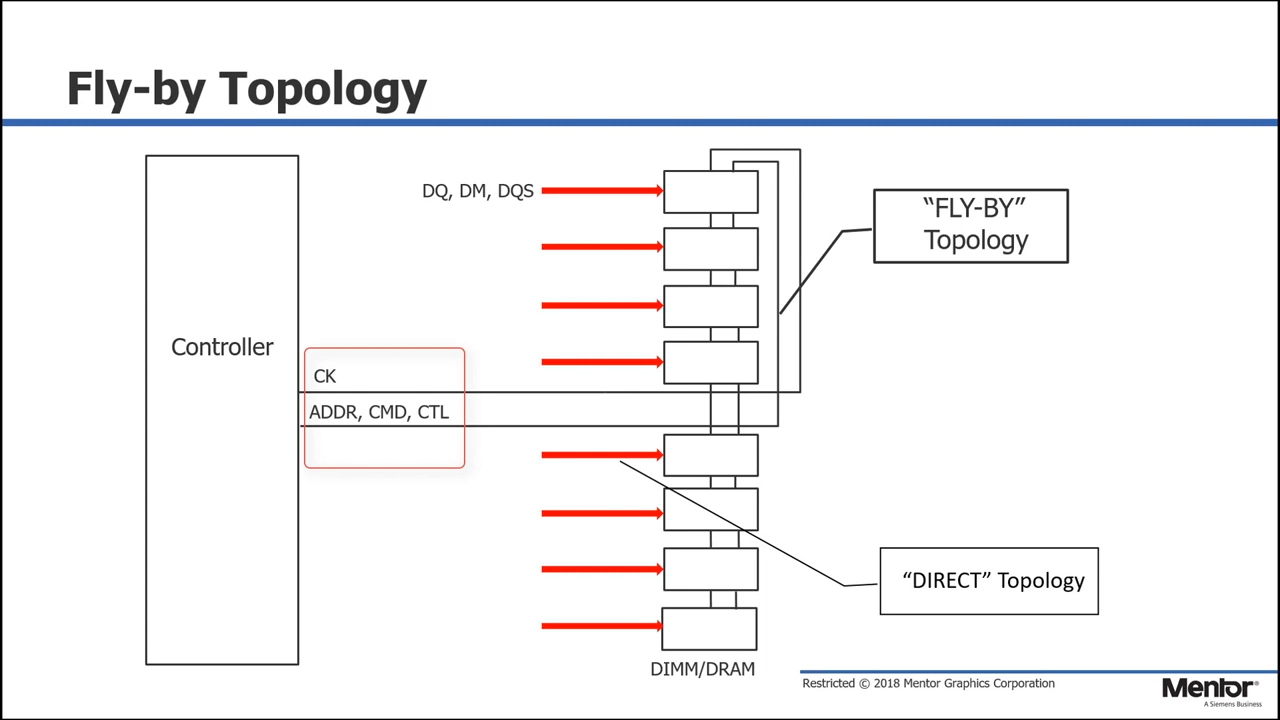 Fly-by Topology
DQ, DM, DQS
“FLY-BY”
Topology
Controller
CK
ADDR, CMD, CTL
“DIRECT” Topology
DIMM/DRAM
Restricted © 2018 Mentor Graphics Corporation
Mentor®
A Siemens Business